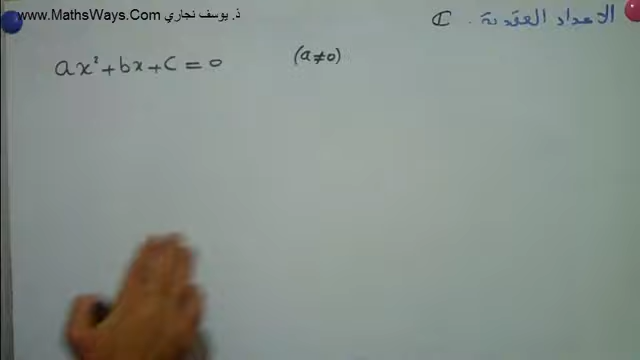 ذ. يوسف نجاري www.MathsWays.Com
الأعداد العقدية . ℂ
ax²+bx+c=0 (a≠0)